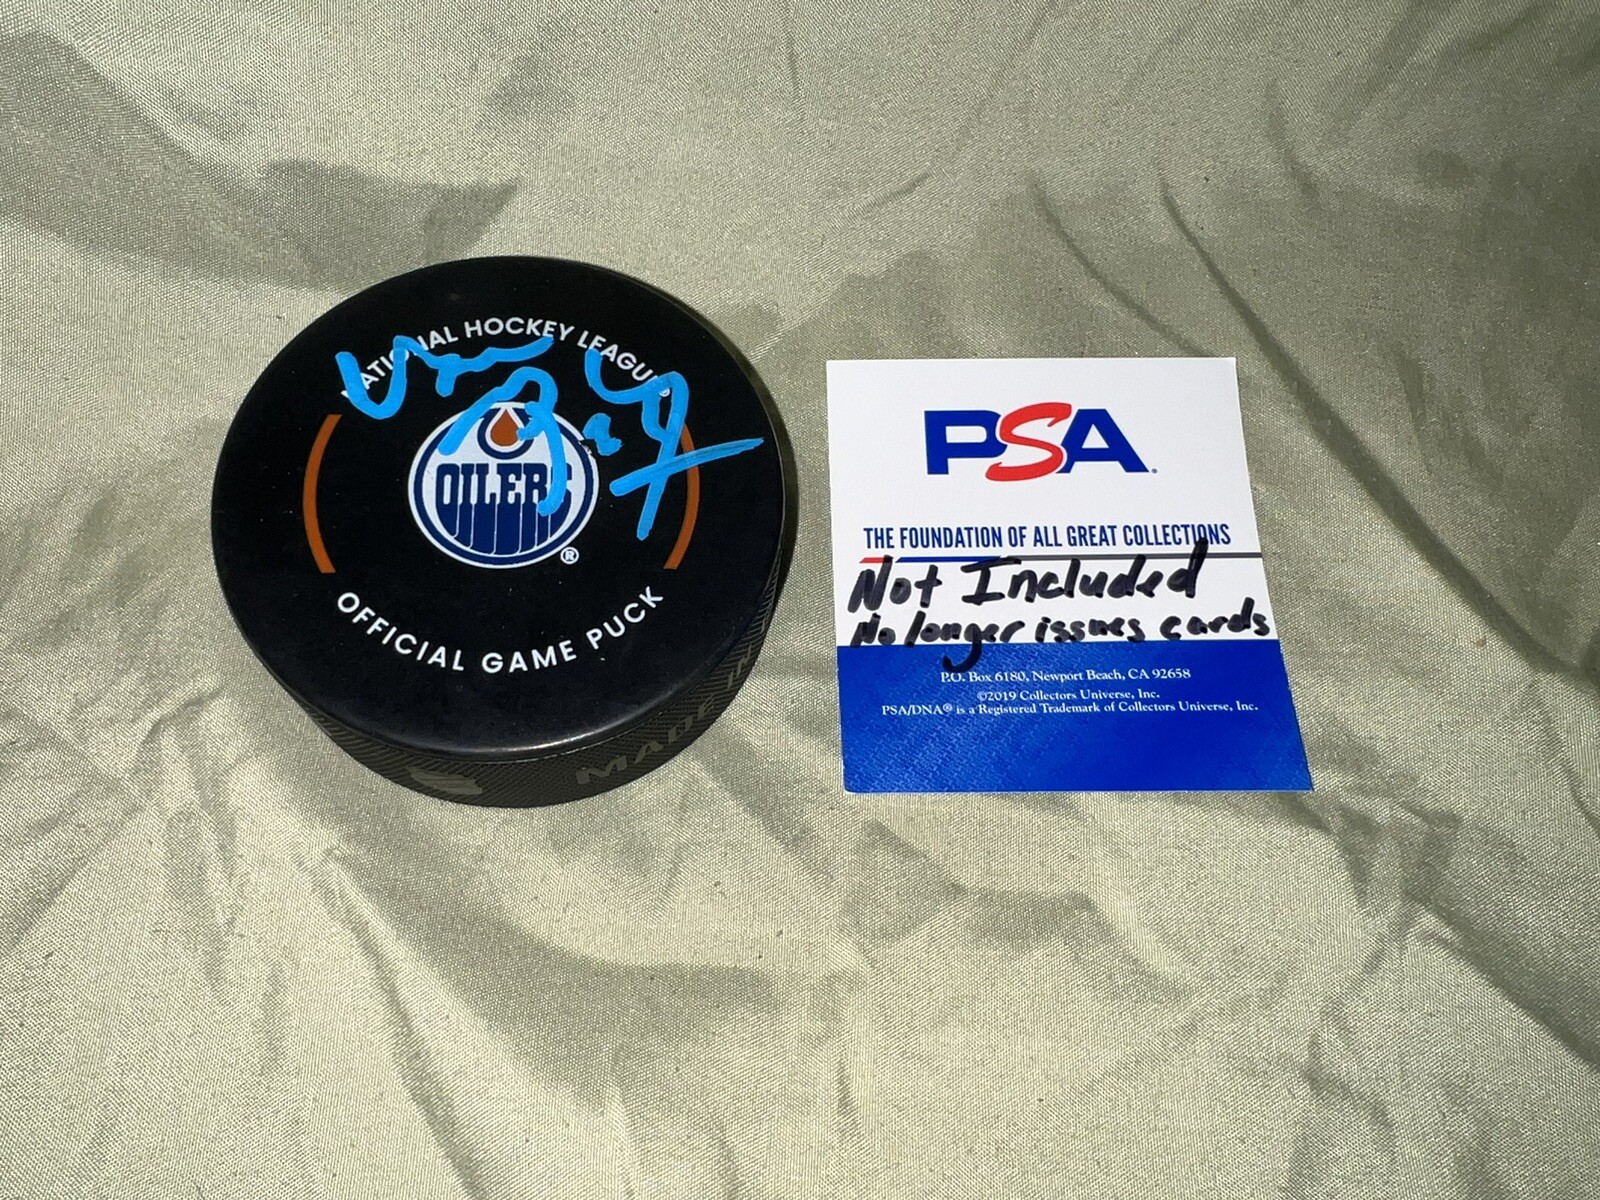 NATIONAL HOCKEY LEAGUE
OILERS
®
OFFICIAL GAME PUCK
MADE IN
PSA
THE FOUNDATION OF ALL GREAT COLLECTIONS
Not Included
No longer issues cards
P.O. Box 6180, Newport Beach, CA 92658
©2019 Collectors Universe, Inc.
PSA/DNA® is a Registered Trademark of Collectors Universe, Inc.